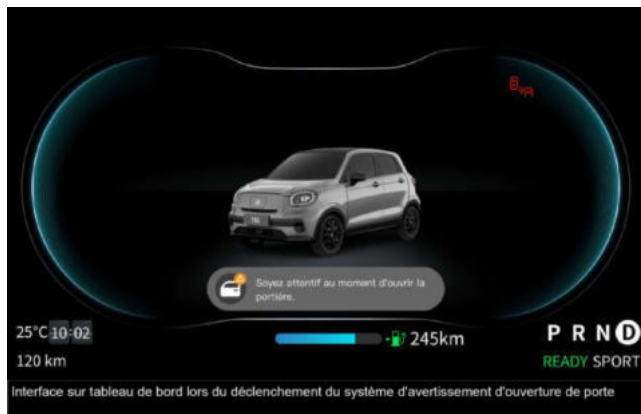 Soyez attentif au moment d'ouvrir la
portière.
25°C 10:02
245km
P R N D
120 km
READY SPORT
Interface sur tableau de bord lors du déclenchement du système d'avertissement d'ouverture de porte